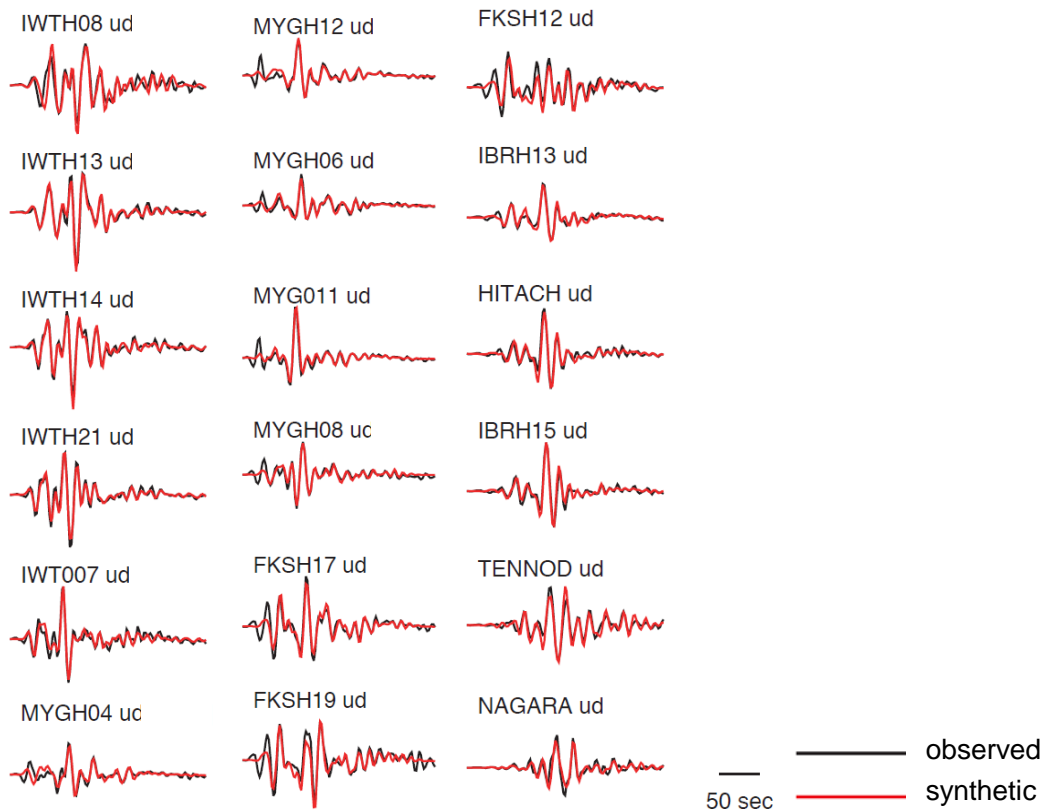 IWTH08 ud
MYGH12 ud
FKSH12 ud
IWTH13 ud
MYGH06 ud
IBRH13 ud
IWTH14 ud
MYG011 ud
HITACH ud
IWTH21 ud
MYGH08 ud
IBRH15 ud
IWT007 ud
FKSH17 ud
TENNOD ud
MYGH04 ud
FKSH19 ud
NAGARA ud
observed
synthetic
50 sec